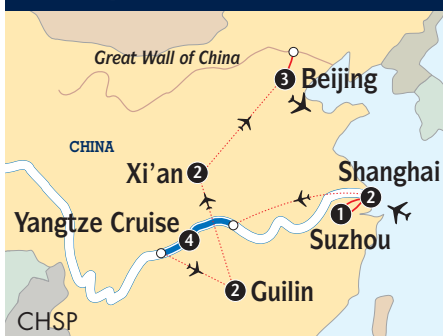 Great Wall of China
3 Beijing
CHINA
Xi'an 2
Shanghai
2
1
Suzhou
Yangtze Cruise
4
2 Guilin
CHSP